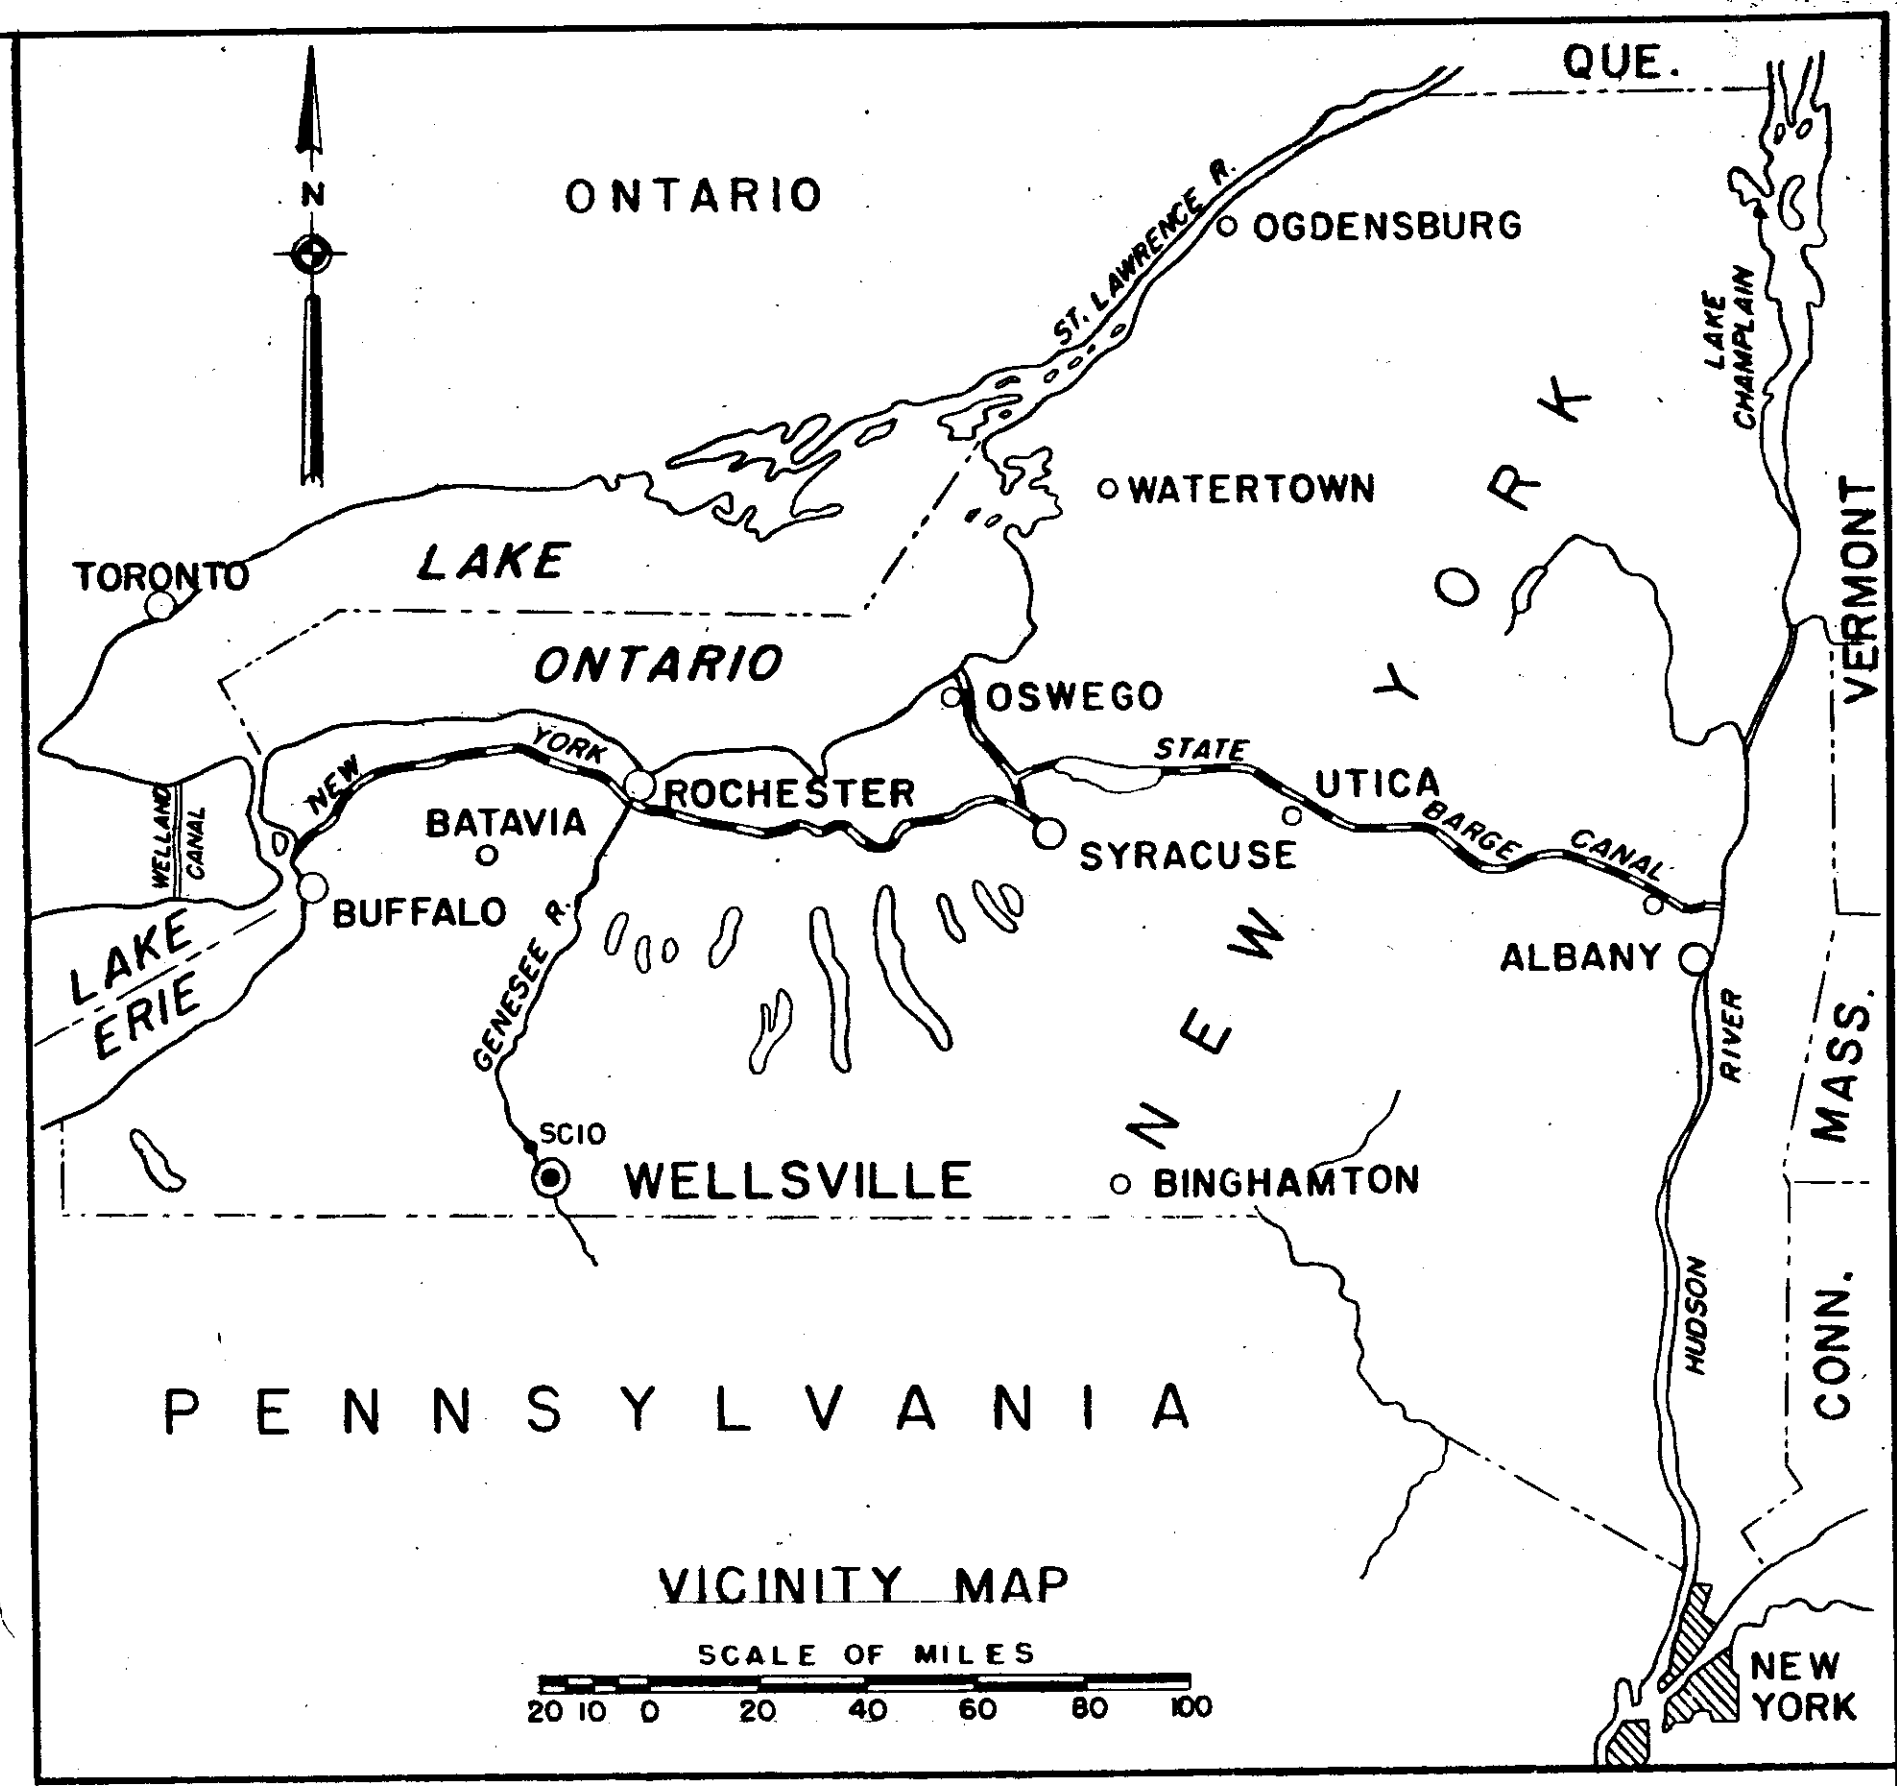 QUE.
N
ONTARIO
ST. LAWRENCE R.
OGDENSBURG
LAKE
CHAMPLAIN
WATERTOWN
VERMONT
TORONTO
LAKE
ONTARIO
OSWEGO
NEW YORK
NEW YORK STATE BARGE CANAL
ROCHESTER
UTICA
WELLAND
CANAL
BATAVIA
SYRACUSE
BUFFALO
LAKE
ERIE
GENESEE R.
ALBANY
HUDSON RIVER
MASS.
SCIO
WELLSVILLE
BINGHAMTON
CONN.
PENNSYLVANIA
VICINITY MAP
SCALE OF MILES
20 10 0 20 40 60 80 100
NEW
YORK